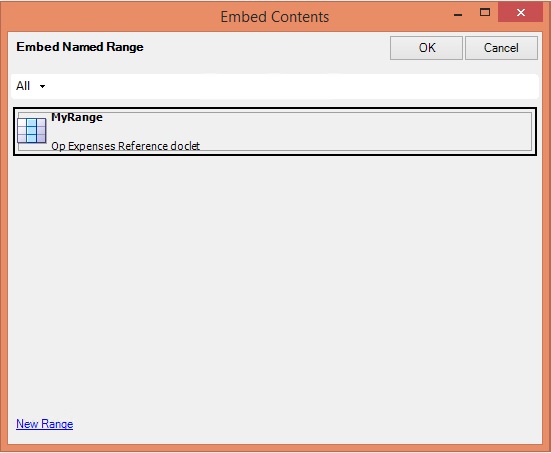 Embed Contents
Embed Named Range
OK
Cancel
All
MyRange
Op Expenses Reference doclet
New Range